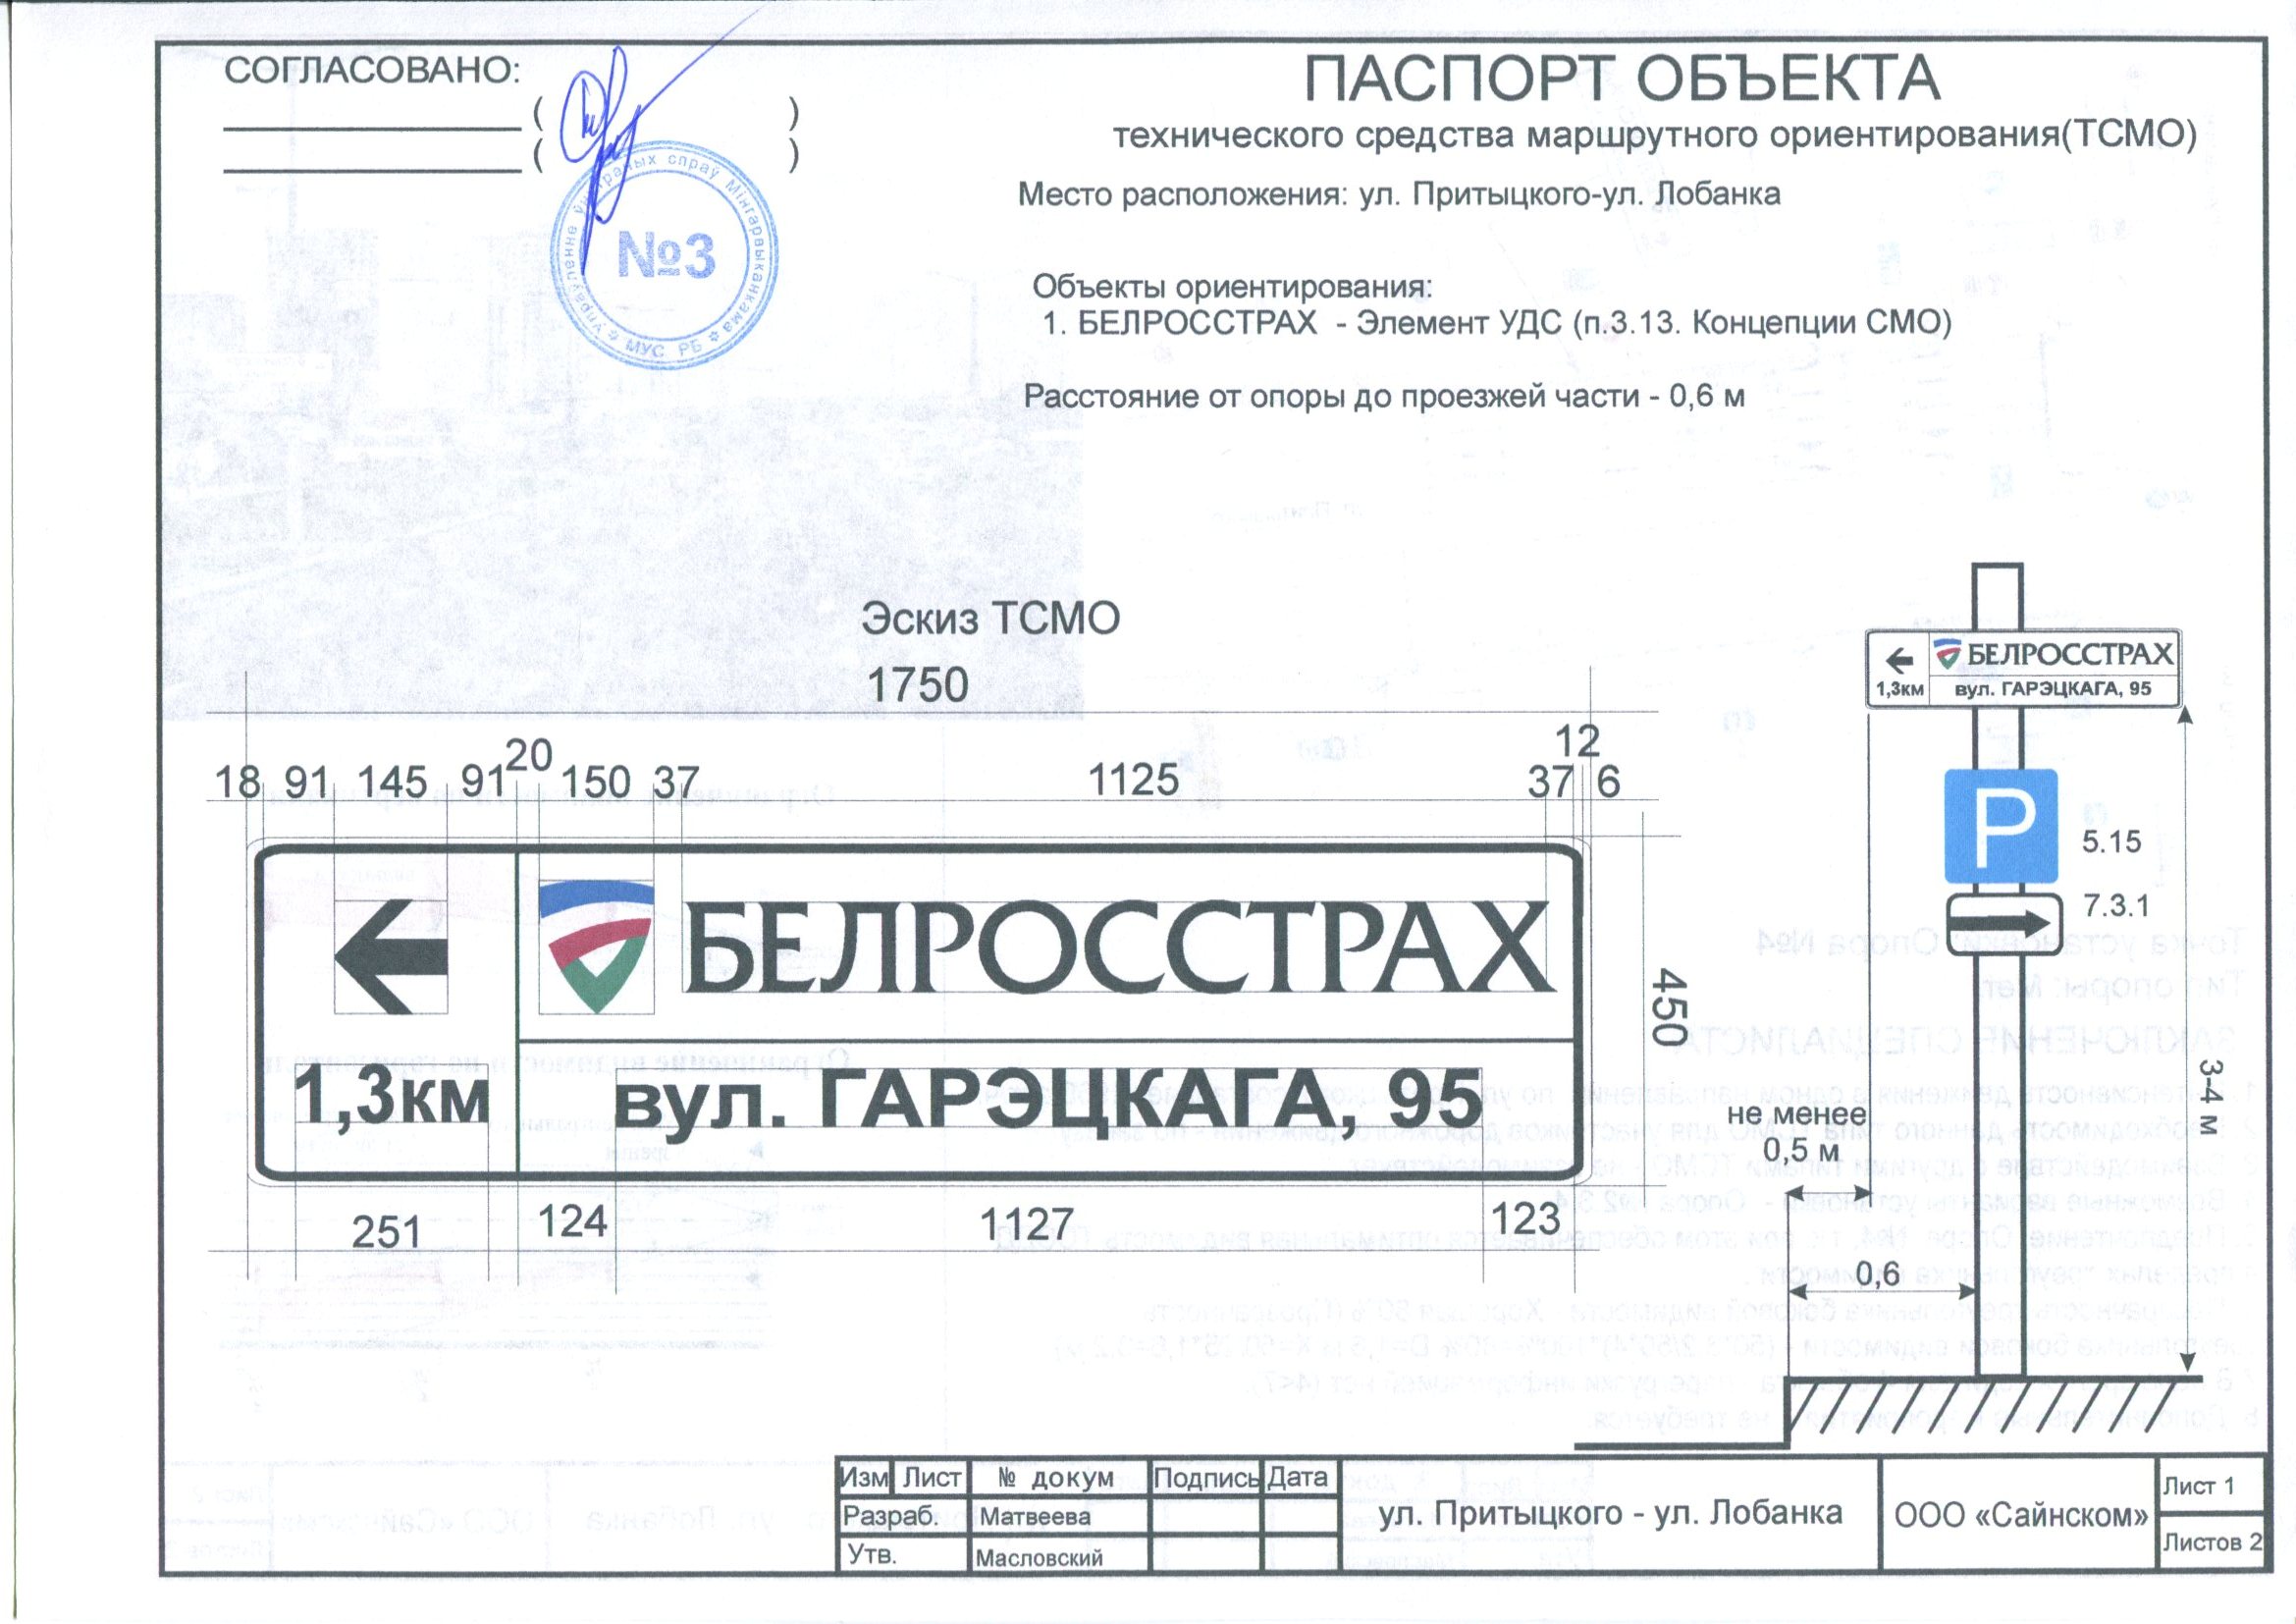 СОГЛАСОВАНО:
( )
( )
Упраўленне ўнутраных спраў Мінгарвыканкама
МУС РБ
№3
ПАСПОРТ ОБЪЕКТА
технического средства маршрутного ориентирования(ТСМО)
Место расположения: ул. Притыцкого-ул. Лобанка
Объекты ориентирования:
1. БЕЛРОССТРАХ - Элемент УДС (п.3.13. Концепции СМО)
Расстояние от опоры до проезжей части - 0,6 м
Эскиз ТСМО
1750
18 91 145 91 20 150 37 1125 37 12 6
БЕЛРОССТРАХ
1,3км вул. ГАРЭЦКАГА, 95
450
251 124 1127 123
БЕЛРОССТРАХ
1,3км вул. ГАРЭЦКАГА, 95
P
5.15
7.3.1
3-4 м
не менее
0,5 м
0,6
Изм Лист № докум Подпись Дата
Разраб. Матвеева
Утв. Масловский
ул. Притыцкого - ул. Лобанка
ООО «Сайнском»
Лист 1
Листов 2